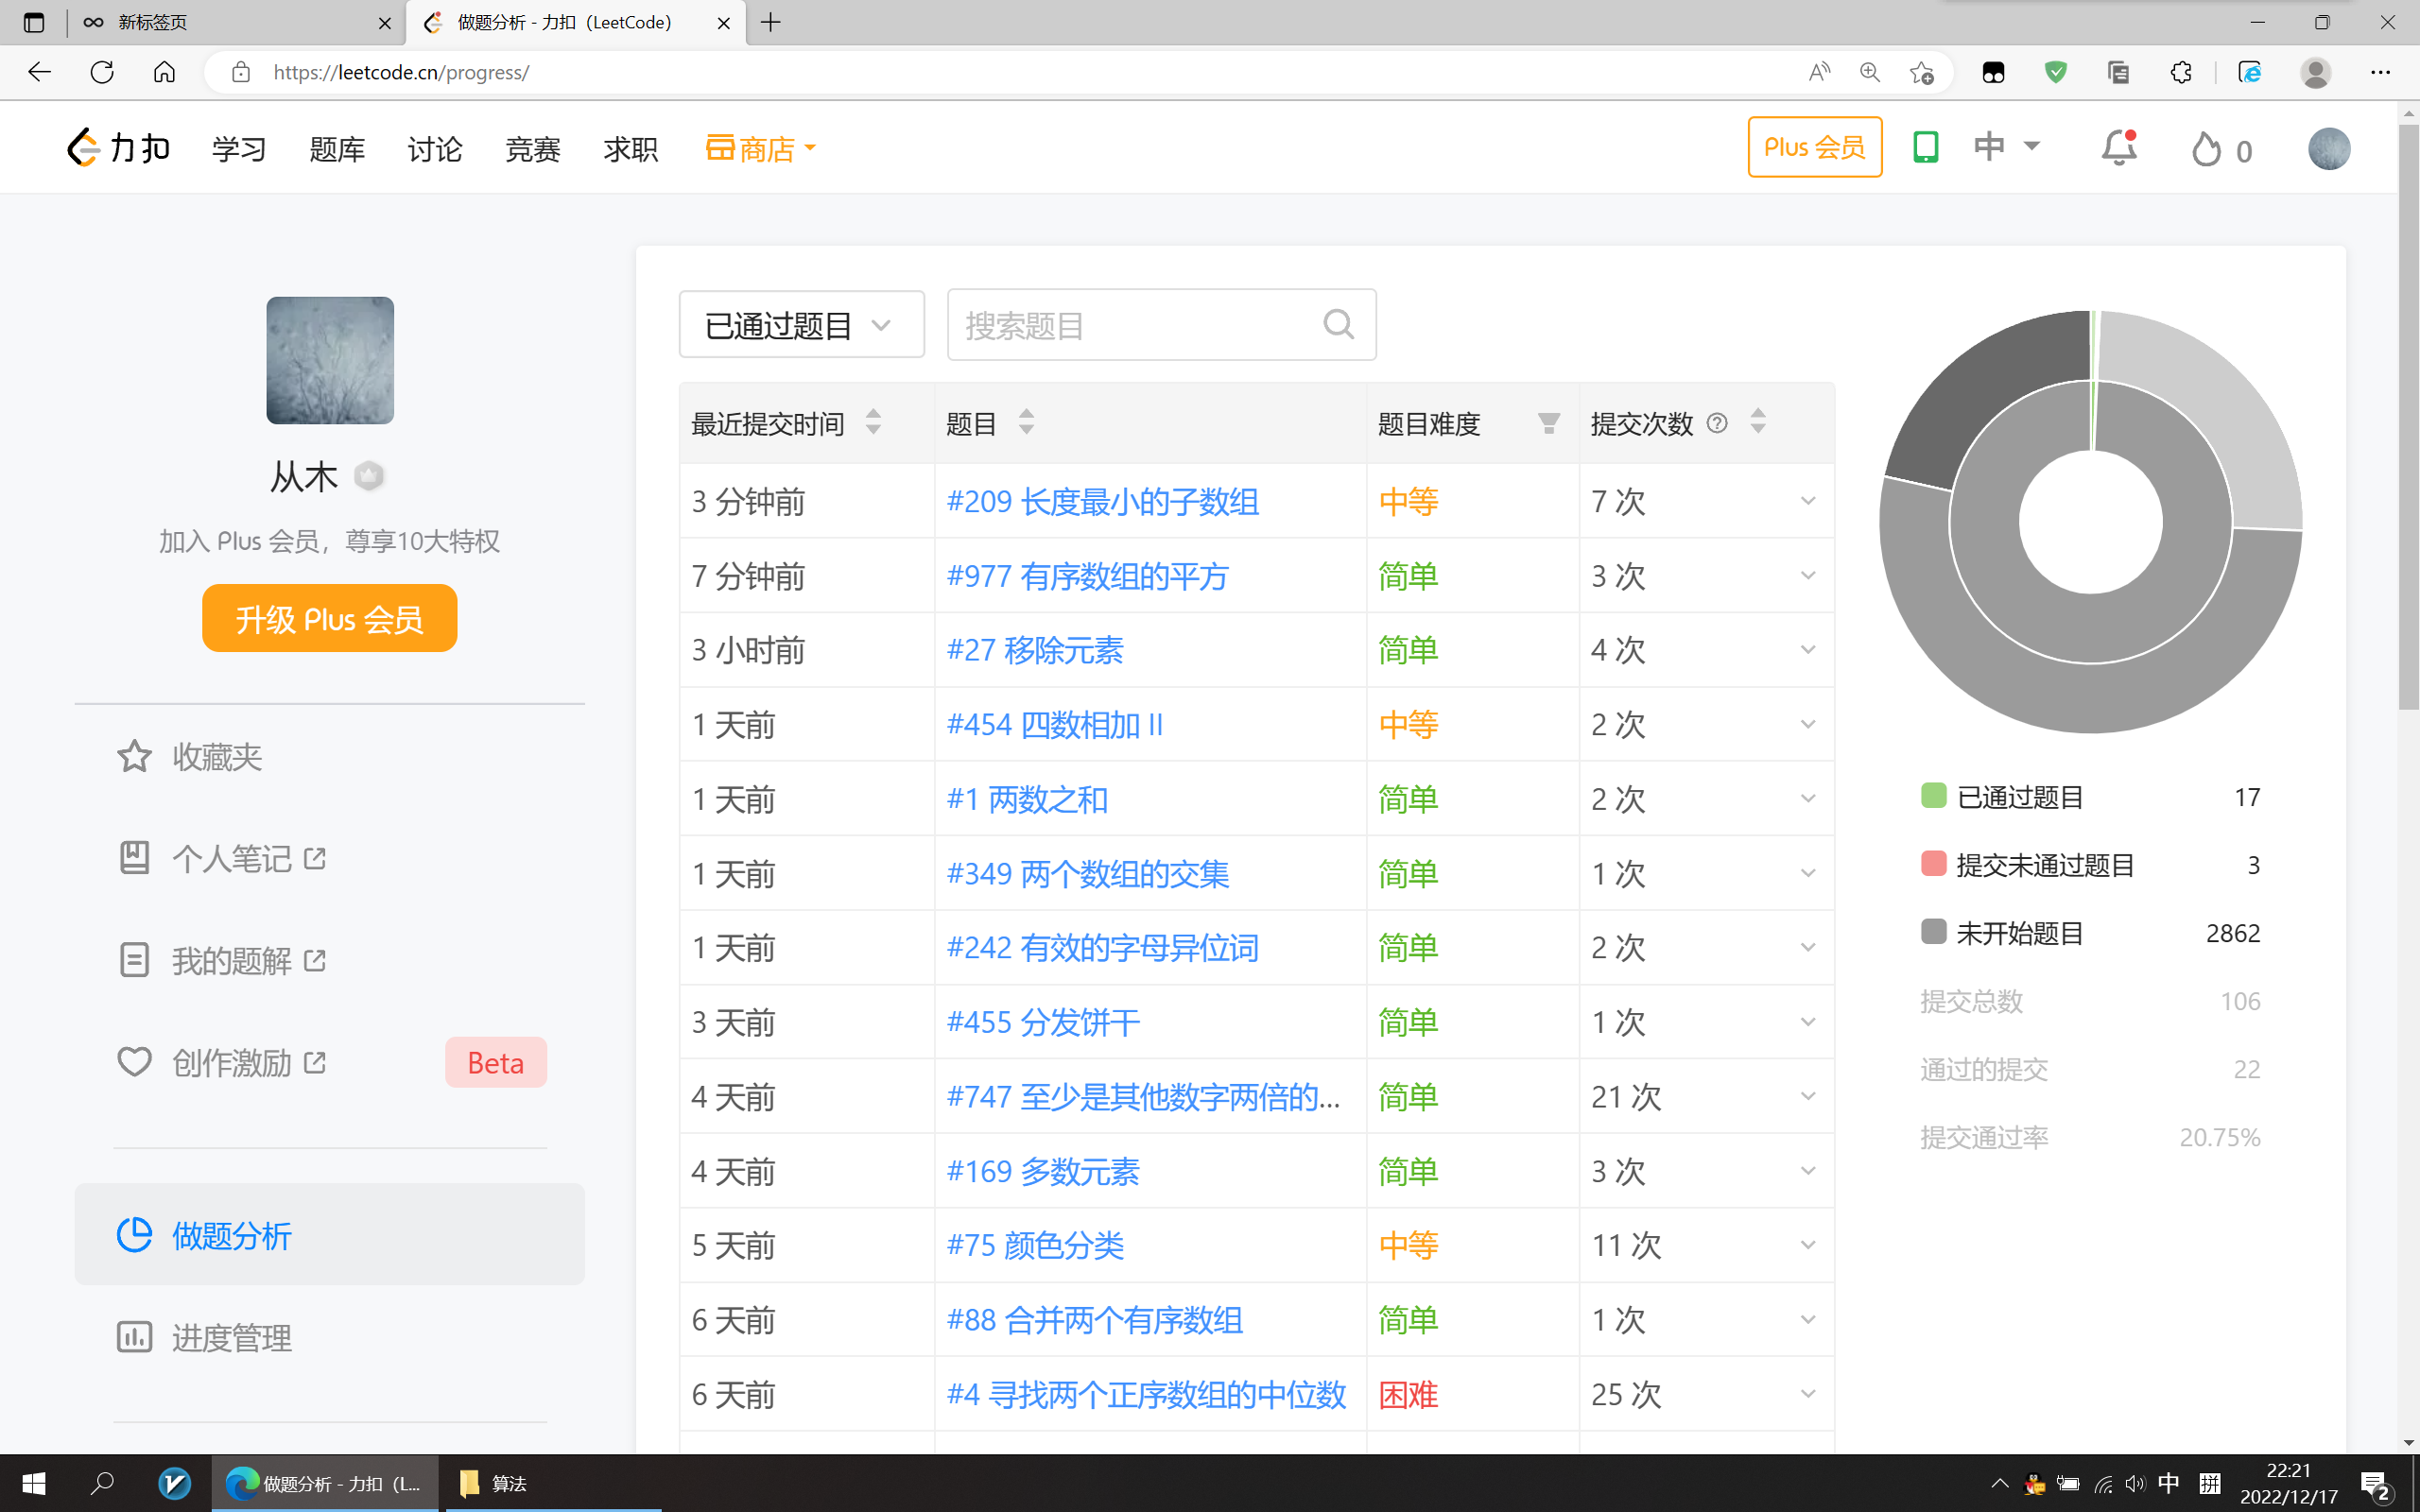 新标签页
做题分析 - 力扣（LeetCode）
https://leetcode.cn/progress/
力扣 学习 题库 讨论 竞赛 求职 商店 Plus 会员 中 0
从木
加入 Plus 会员，尊享10大特权
升级 Plus 会员
收藏夹
个人笔记
我的题解
创作激励 Beta
做题分析
进度管理
已通过题目 搜索题目
最近提交时间 题目 题目难度 提交次数
3 分钟前 #209 长度最小的子数组 中等 7 次
7 分钟前 #977 有序数组的平方 简单 3 次
3 小时前 #27 移除元素 简单 4 次
1 天前 #454 四数相加 II 中等 2 次
1 天前 #1 两数之和 简单 2 次
1 天前 #349 两个数组的交集 简单 1 次
1 天前 #242 有效的字母异位词 简单 2 次
3 天前 #455 分发饼干 简单 1 次
4 天前 #747 至少是其他数字两倍的... 简单 21 次
4 天前 #169 多数元素 简单 3 次
5 天前 #75 颜色分类 中等 11 次
6 天前 #88 合并两个有序数组 简单 1 次
6 天前 #4 寻找两个正序数组的中位数 困难 25 次
已通过题目 17
提交未通过题目 3
未开始题目 2862
提交总数 106
通过的提交 22
提交通过率 20.75%
做题分析 - 力扣（L...
算法
中 拼
22:21
2022/12/17
2